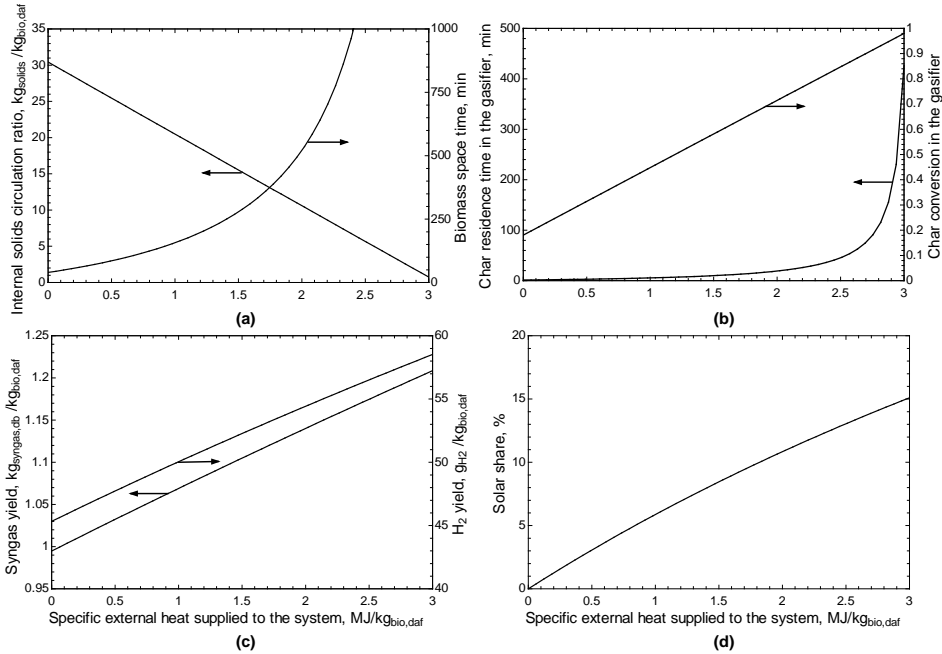 Internal solids circulation ratio, kgsolids /kgbio,daf
35
30
25
20
15
10
5
0
1000
750
500
250
0
Biomass space time, min
0 0.5 1 1.5 2 2.5 3
(a)
Char residence time in the gasifier, min
500
400
300
200
100
0
1
0.9
0.8
0.7
0.6
0.5
0.4
0.3
0.2
0.1
0
Char conversion in the gasifier
0 0.5 1 1.5 2 2.5 3
(b)
Syngas yield, kgsyngas,db /kgbio,daf
1.25
1.2
1.15
1.1
1.05
1
0.95
60
55
50
45
40
H2 yield, gH2 /kgbio,daf
0 0.5 1 1.5 2 2.5 3
Specific external heat supplied to the system, MJ/kgbio,daf
(c)
Solar share, %
20
15
10
5
0
0 0.5 1 1.5 2 2.5 3
Specific external heat supplied to the system, MJ/kgbio,daf
(d)